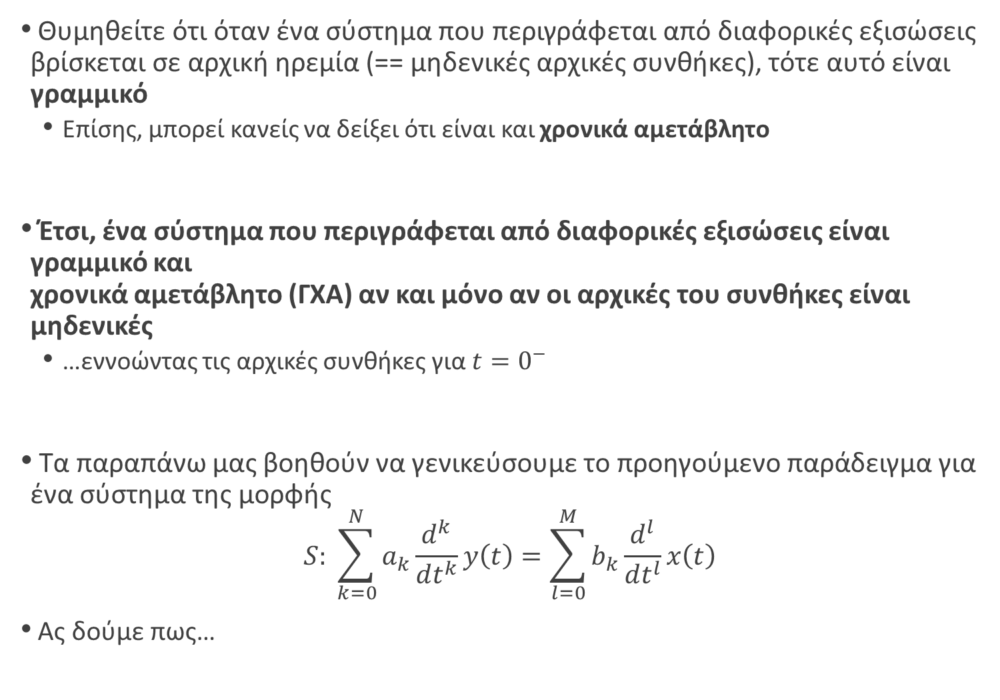 • Θυμηθείτε ότι όταν ένα σύστημα που περιγράφεται από διαφορικές εξισώσεις
βρίσκεται σε αρχική ηρεμία (== μηδενικές αρχικές συνθήκες), τότε αυτό είναι
γραμμικό
• Επίσης, μπορεί κανείς να δείξει ότι είναι και χρονικά αμετάβλητο
• Έτσι, ένα σύστημα που περιγράφεται από διαφορικές εξισώσεις είναι
γραμμικό και
χρονικά αμετάβλητο (ΓΧΑ) αν και μόνο αν οι αρχικές του συνθήκες είναι
μηδενικές
• …εννοώντας τις αρχικές συνθήκες για $t = 0^-$
• Τα παραπάνω μας βοηθούν να γενικεύσουμε το προηγούμενο παράδειγμα για
ένα σύστημα της μορφής
$S: \sum_{k=0}^{N} a_k \frac{d^k}{dt^k} y(t) = \sum_{l=0}^{M} b_k \frac{d^l}{dt^l} x(t)$
• Ας δούμε πως…